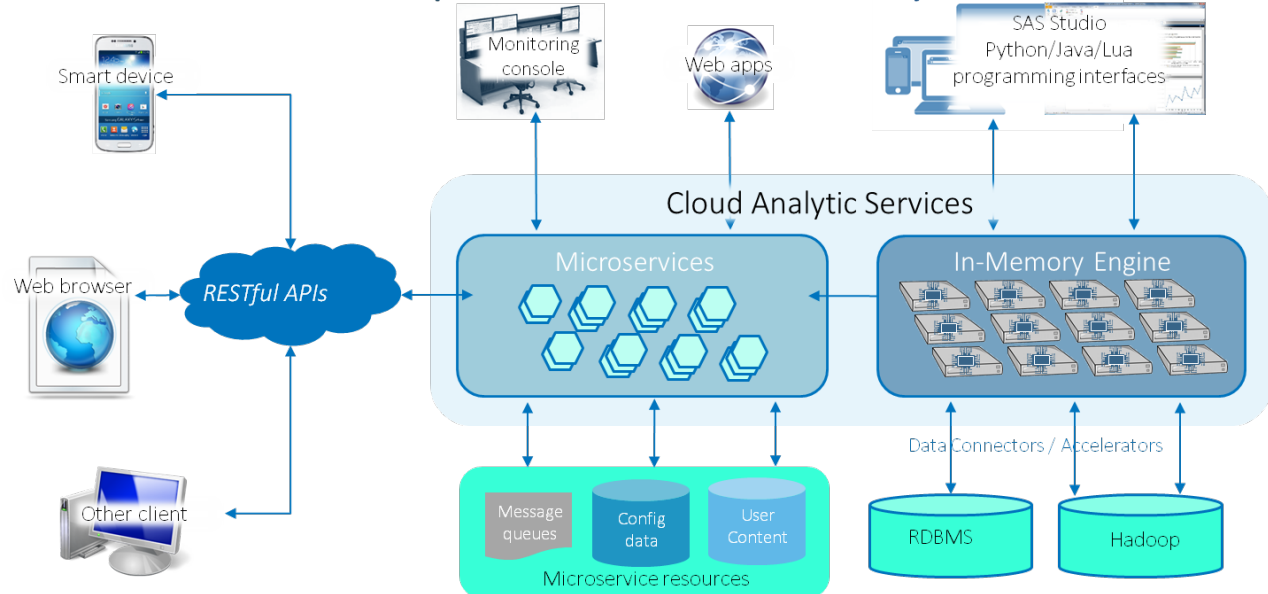 Smart device
Monitoring
console
Web apps
SAS Studio
Python/Java/Lua
programming interfaces
Cloud Analytic Services
Web browser
RESTful APIs
Microservices
In-Memory Engine
Data Connectors / Accelerators
Other client
Message
queues
Config
data
User
Content
Microservice resources
RDBMS
Hadoop